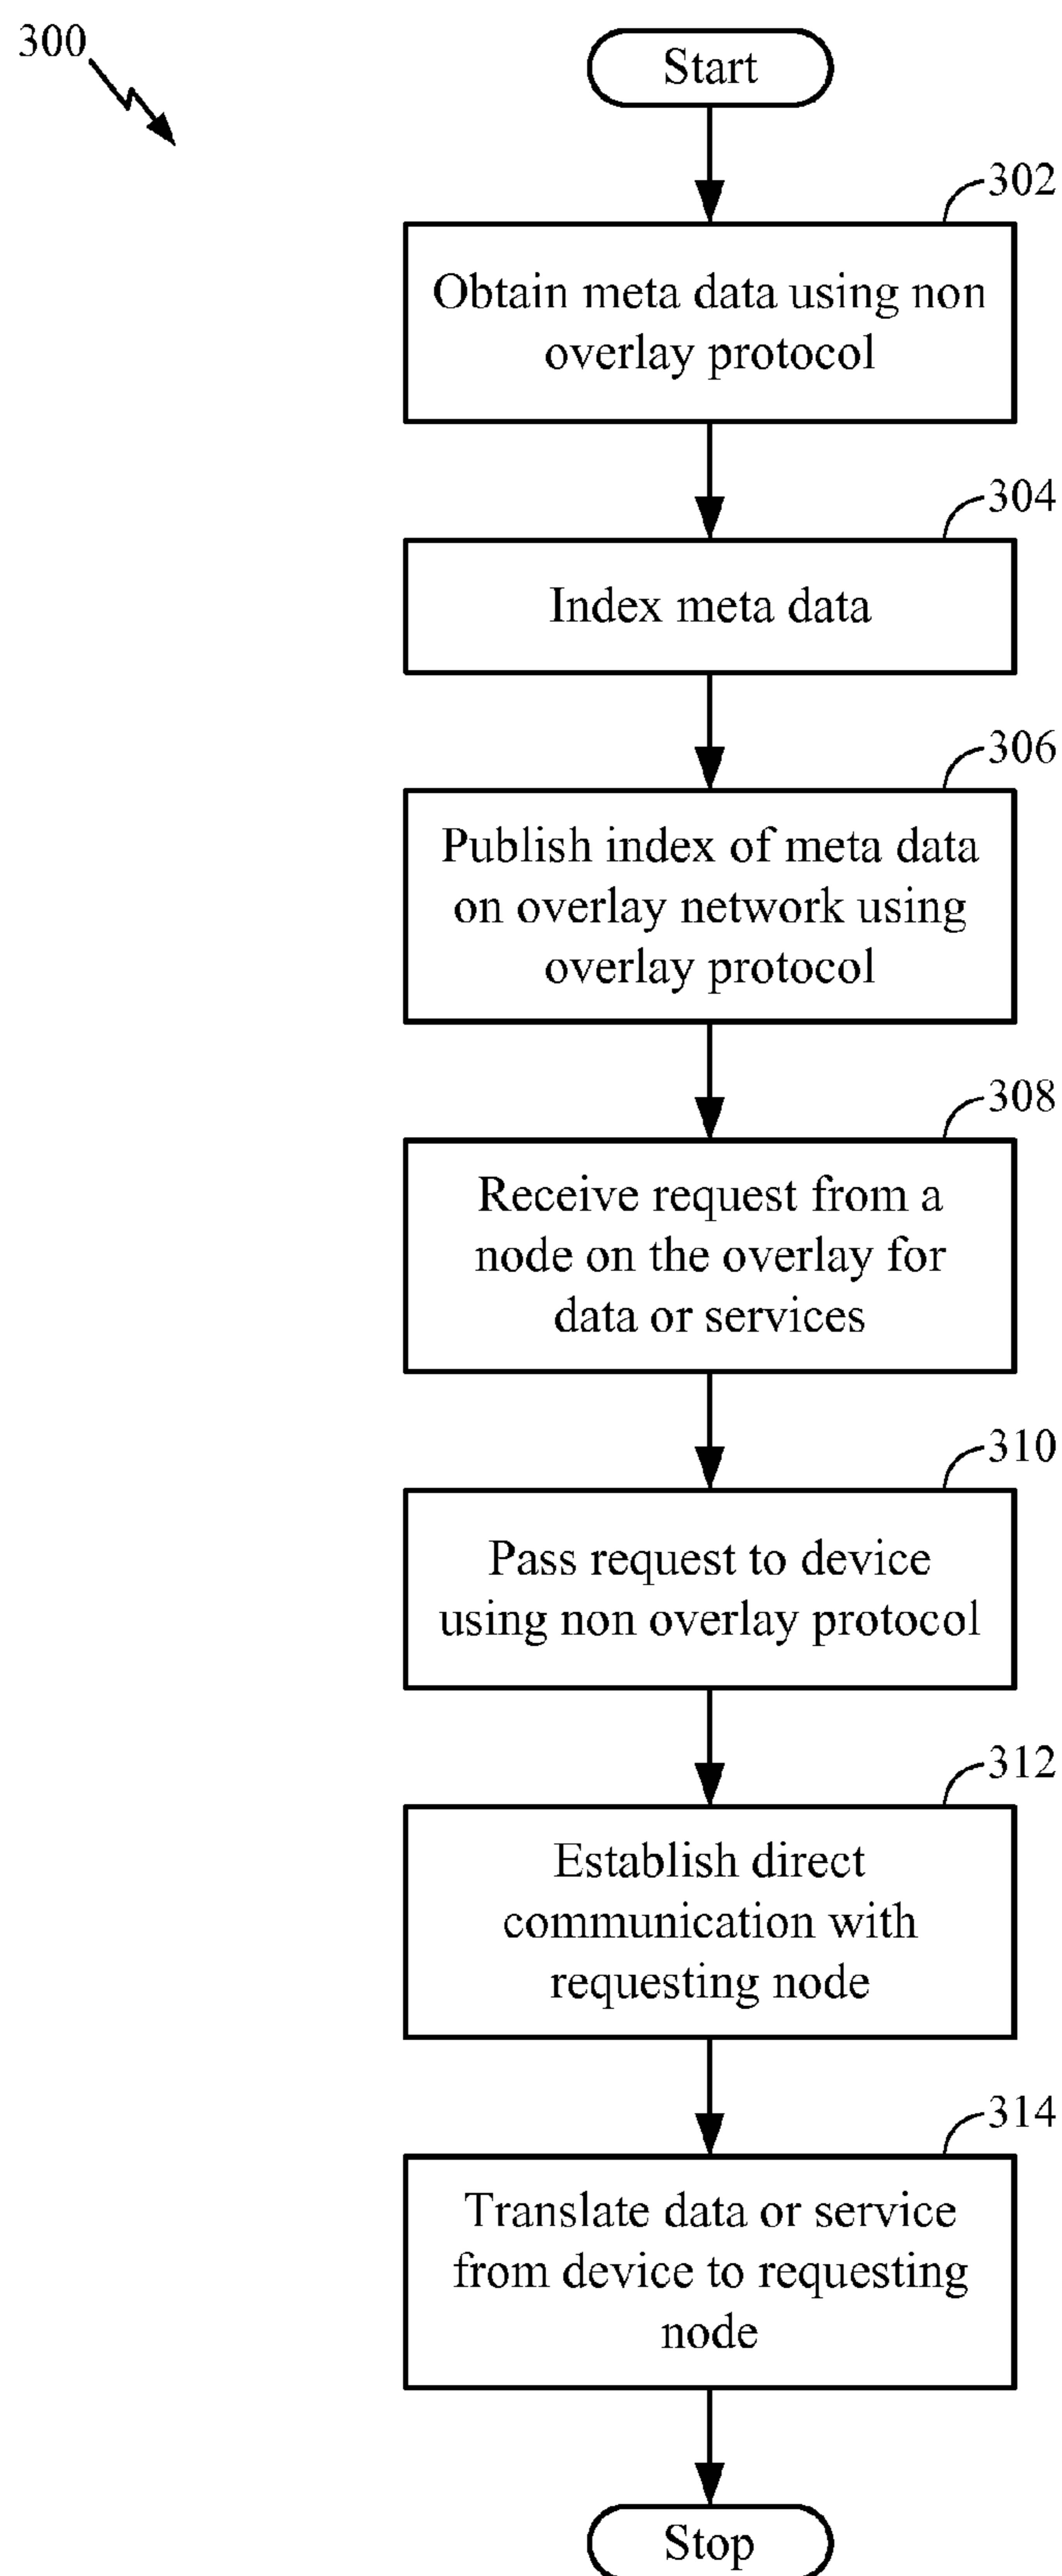 300
Start
302
Obtain meta data using non
overlay protocol
304
Index meta data
306
Publish index of meta data
on overlay network using
overlay protocol
308
Receive request from a
node on the overlay for
data or services
310
Pass request to device
using non overlay protocol
312
Establish direct
communication with
requesting node
314
Translate data or service
from device to requesting
node
Stop